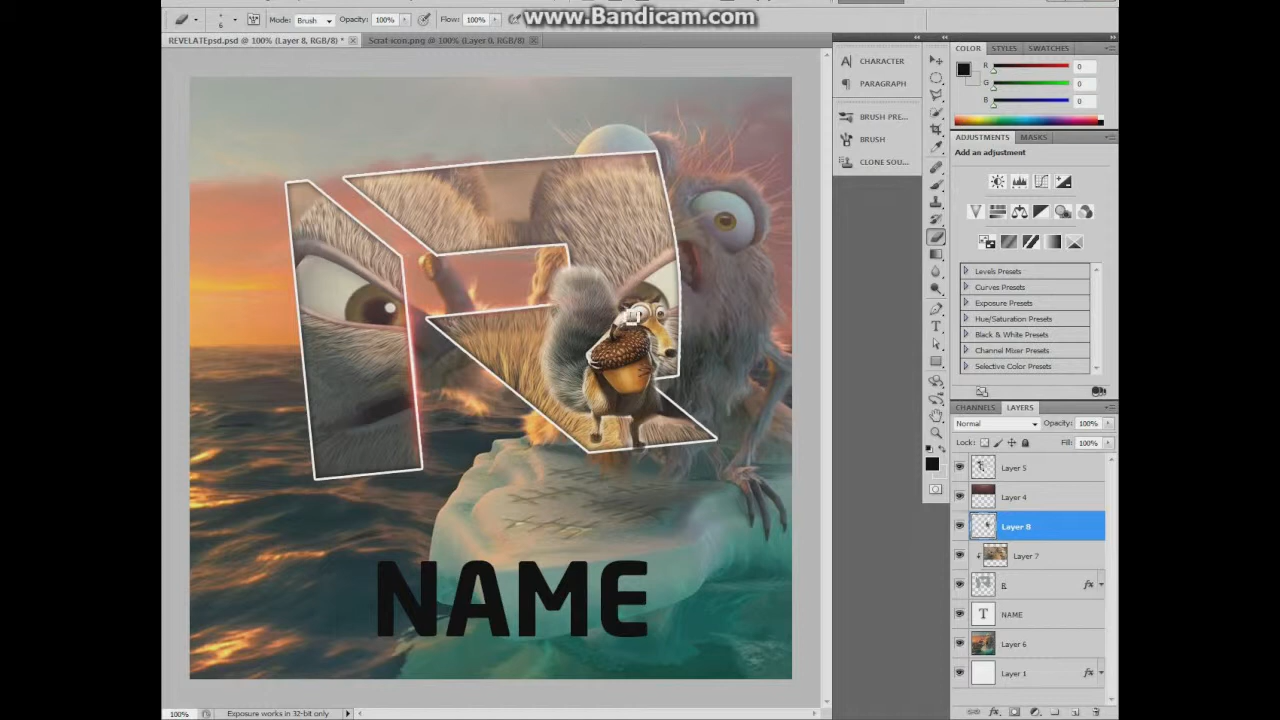 www.Bandicam.com
6 Mode: Brush Opacity: 100% Flow: 100%
REVELATEpsd.psd @ 100% (Layer 8, RGB/8) * Scrat-icon.png @ 100% (Layer 0, RGB/8)
CHARACTER
PARAGRAPH
BRUSH PRE...
BRUSH
CLONE SOU...
COLOR STYLES SWATCHES
R 0
G 0
B 0
ADJUSTMENTS MASKS
Add an adjustment
Levels Presets
Curves Presets
Exposure Presets
Hue/Saturation Presets
Black & White Presets
Channel Mixer Presets
Selective Color Presets
CHANNELS LAYERS
Normal Opacity: 100%
Lock: Fill: 100%
Layer 5
Layer 4
Layer 8
Layer 7
R fx
T NAME
Layer 6
Layer 1 fx
NAME
100% Exposure works in 32-bit only